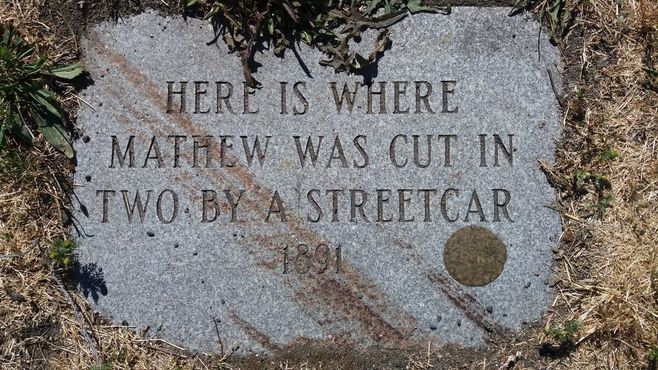 HERE IS WHERE
MATHEW WAS CUT IN
TWO BY A STREETCAR
1891